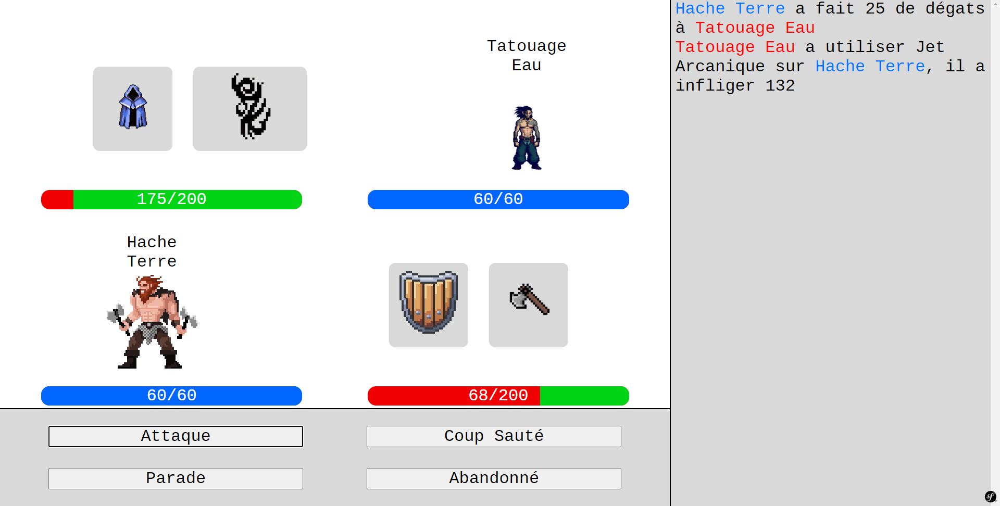 Tatouage
Eau
175/200
60/60
Hache
Terre
60/60
68/200
Attaque
Coup Sauté
Parade
Abandonné
Hache Terre a fait 25 de dégats
à Tatouage Eau
Tatouage Eau a utiliser Jet
Arcanique sur Hache Terre, il a
infliger 132
sf